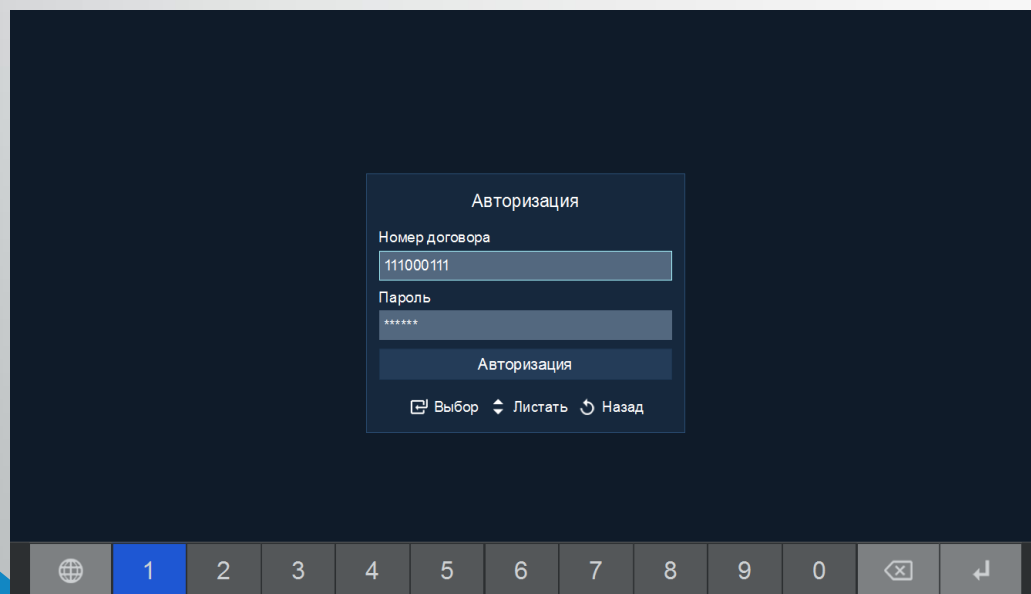 Авторизация
Номер договора
111000111
Пароль
******
Авторизация
Выбор Листать Назад
1 2 3 4 5 6 7 8 9 0